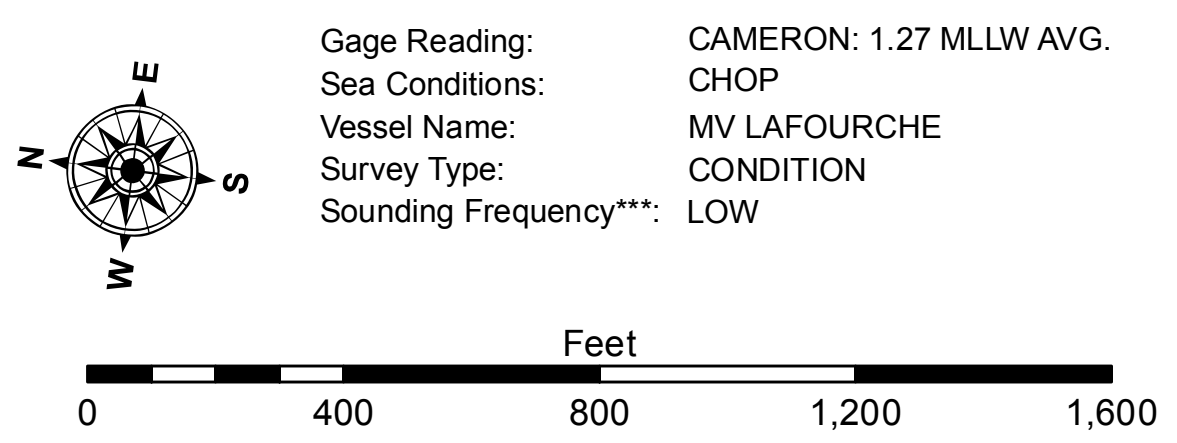 E
N
S
W
Gage Reading: CAMERON: 1.27 MLLW AVG.
Sea Conditions: CHOP
Vessel Name: MV LAFOURCHE
Survey Type: CONDITION
Sounding Frequency***: LOW
Feet
0 400 800 1,200 1,600